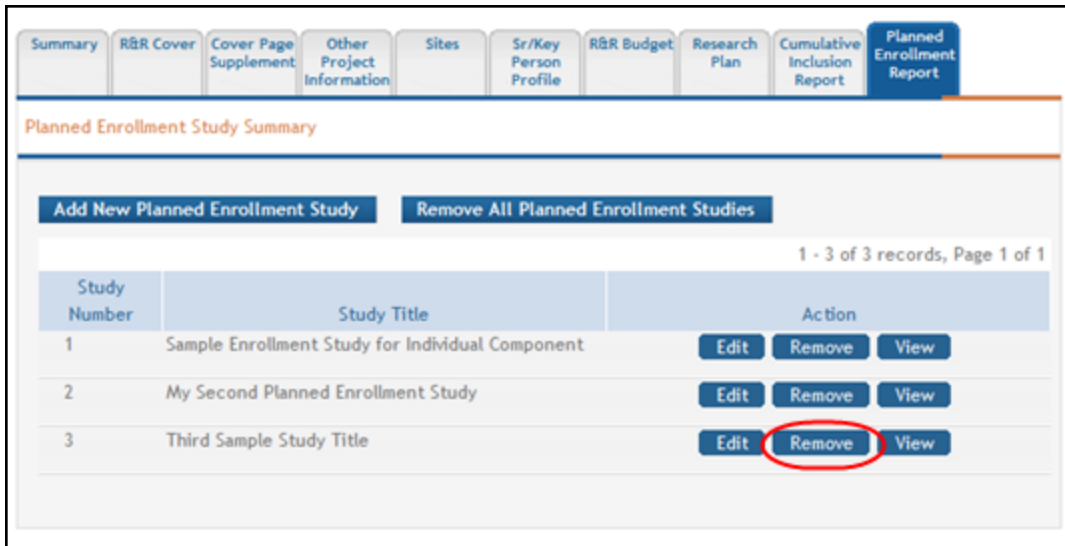 Summary
R&R Cover
Cover Page
Supplement
Other
Project
Information
Sites
Sr/Key
Person
Profile
R&R Budget
Research
Plan
Cumulative
Inclusion
Report
Planned
Enrollment
Report
Planned Enrollment Study Summary
Add New Planned Enrollment Study Remove All Planned Enrollment Studies
1 - 3 of 3 records, Page 1 of 1
Study
Number Study Title Action
1 Sample Enrollment Study for Individual Component Edit Remove View
2 My Second Planned Enrollment Study Edit Remove View
3 Third Sample Study Title Edit Remove View